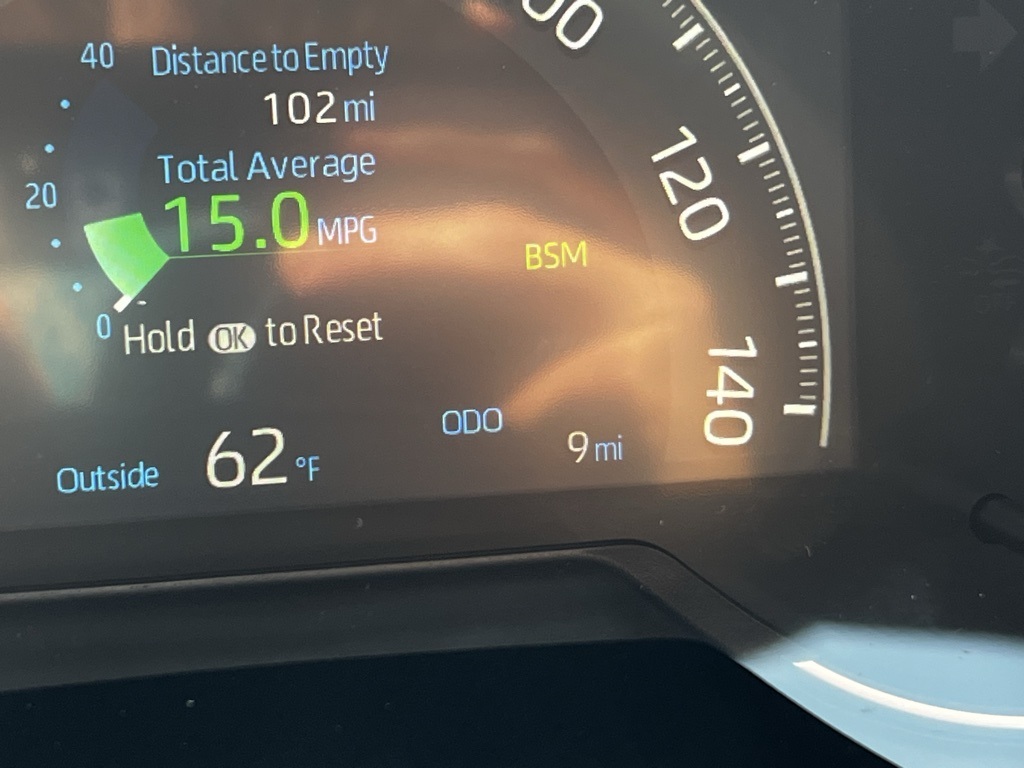 40 Distance to Empty
102 mi
Total Average
20
15.0 MPG
BSM
120
0 Hold OK to Reset
140
ODO
9 mi
Outside 62 °F